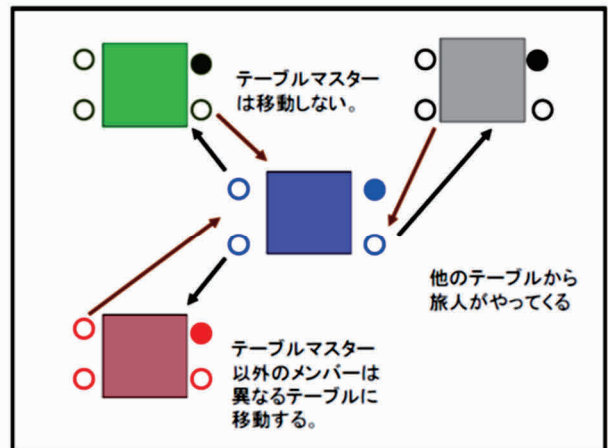 テーブルマスター
は移動しない。
他のテーブルから
旅人がやってくる
テーブルマスター
以外のメンバーは
異なるテーブルに
移動する。